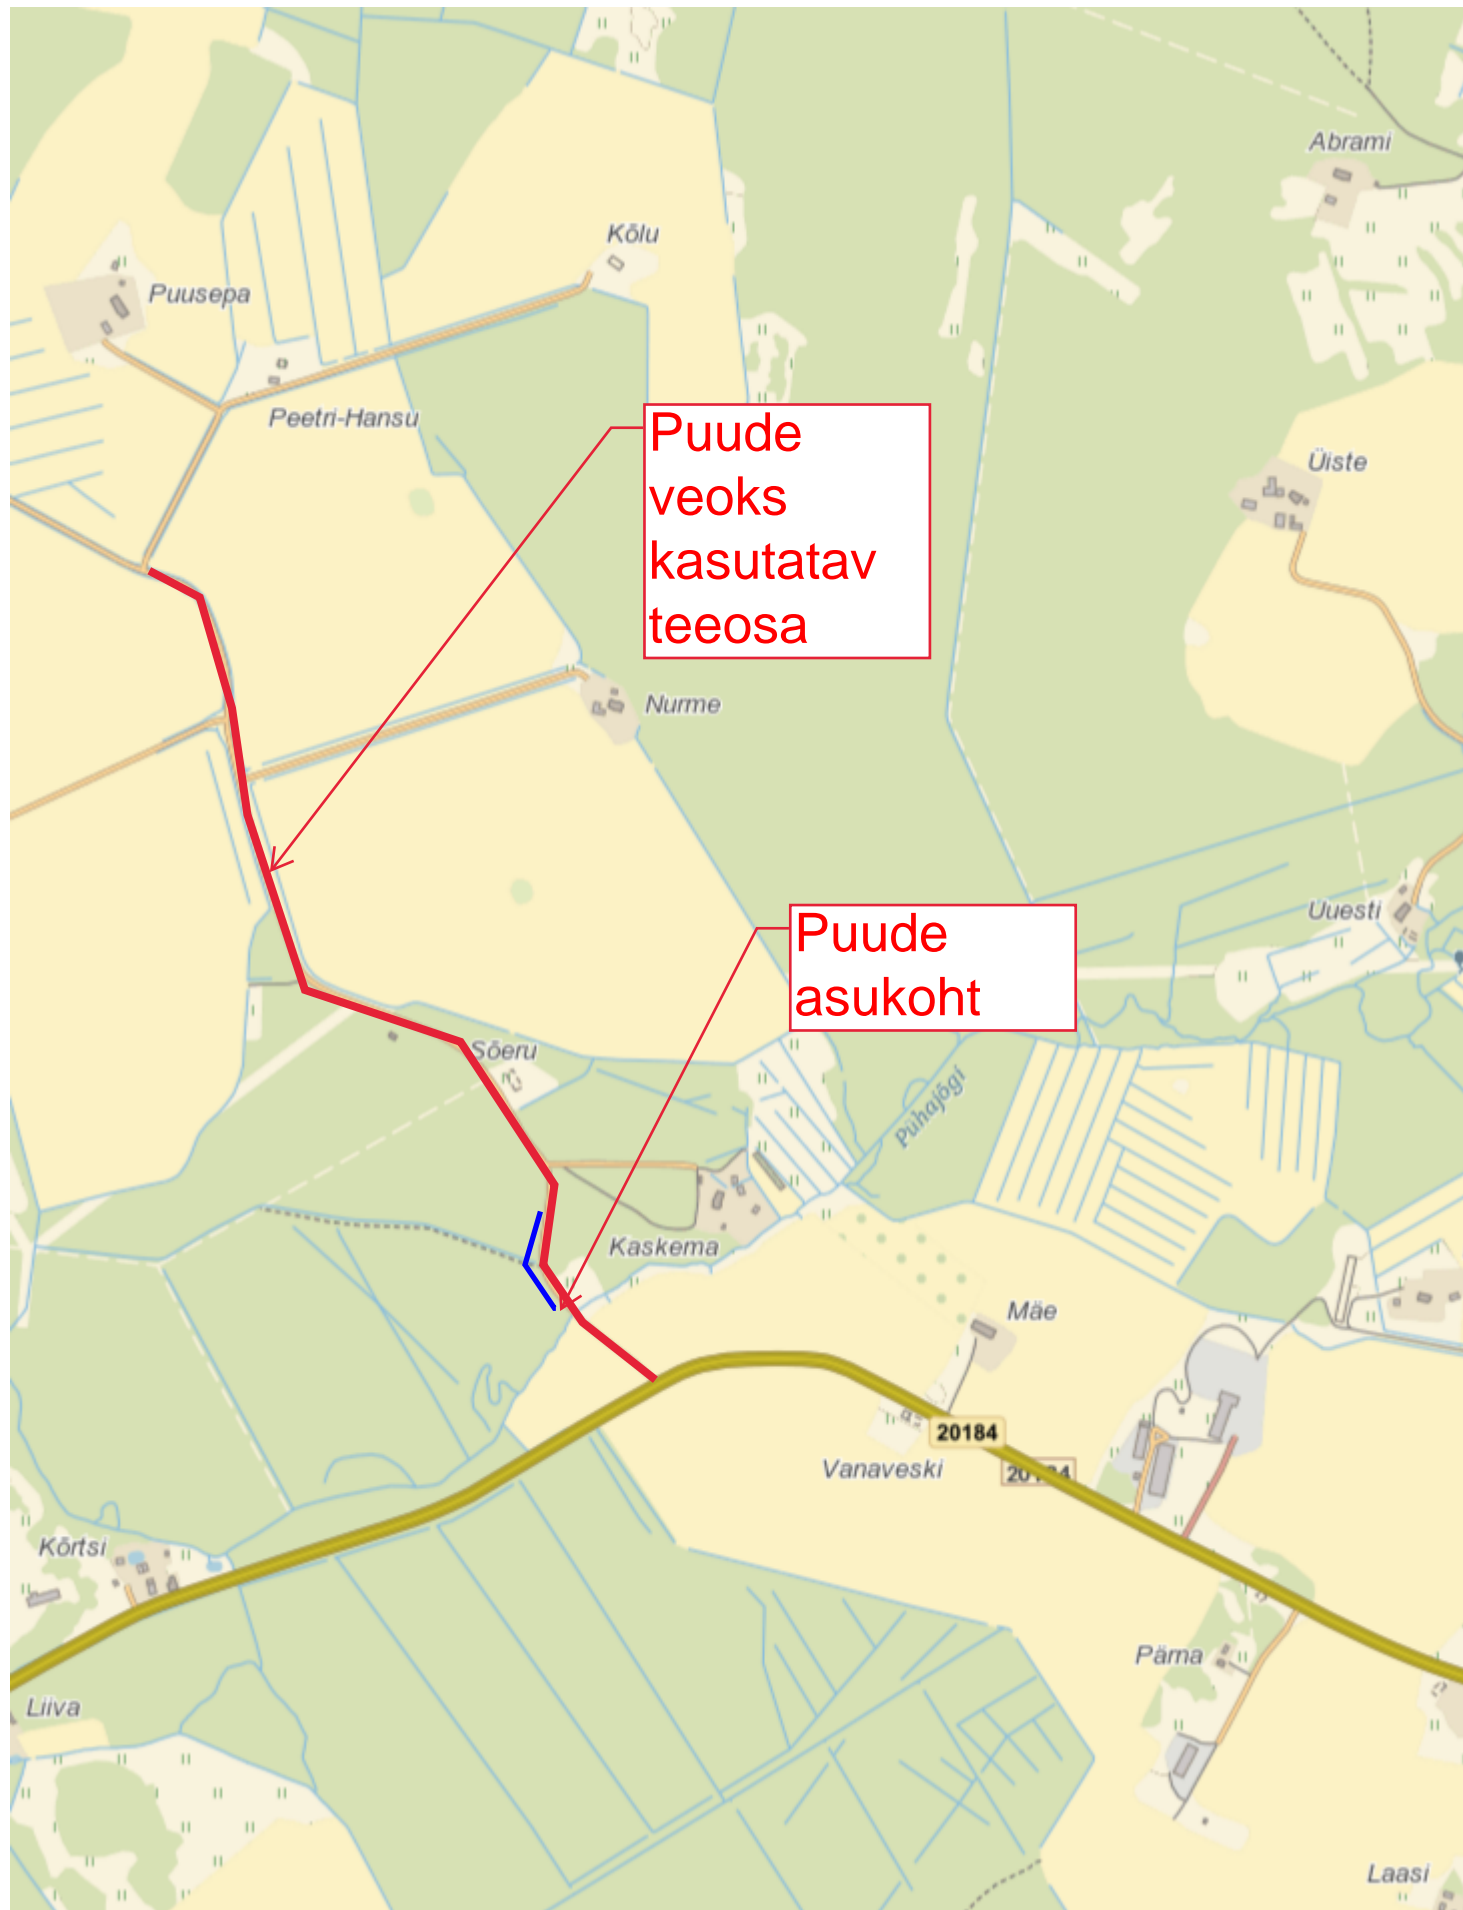 Abrami
Kõlu
Puusepa
Peetri-Hansu
Puude
veoks
kasutatav
teeosa
Üiste
Nurme
Uuesti
Puude
asukoht
Sõeru
Pühajõgi
Kaskema
Mäe
20184
Vanaveski
Kõrtsi
Pärna
Liiva
Laasi